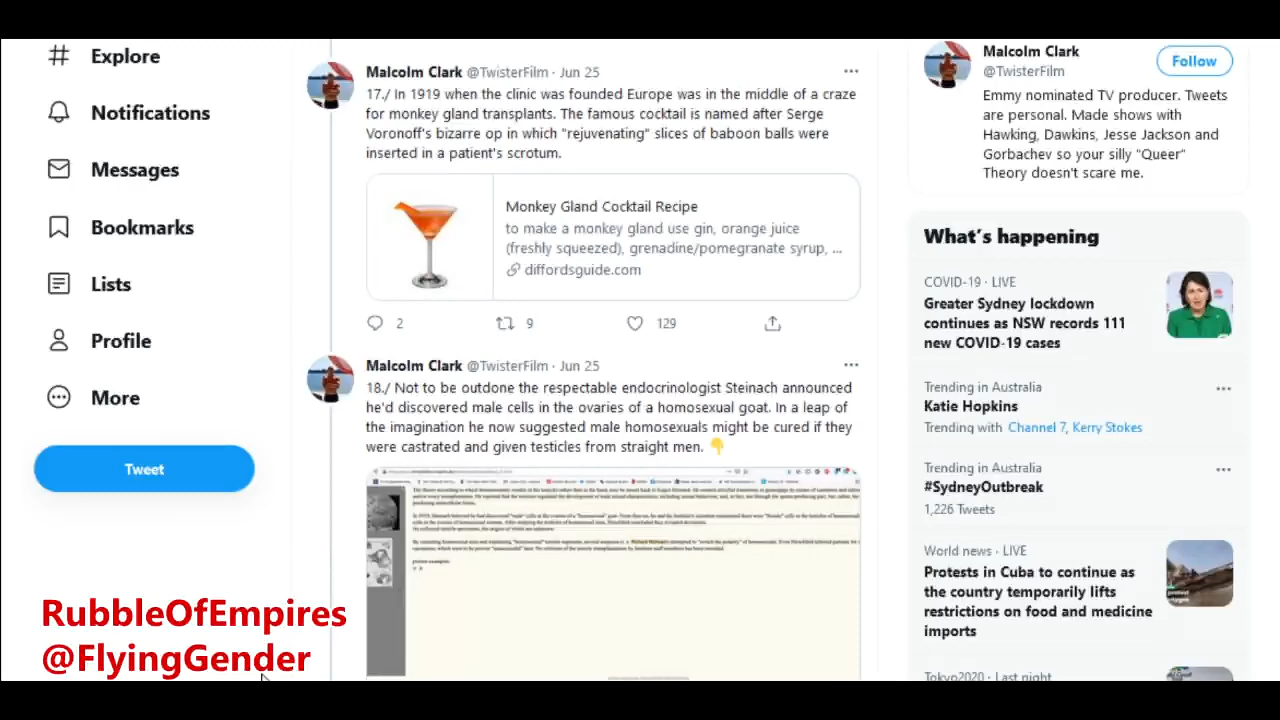 Explore
Notifications
Messages
Bookmarks
Lists
Profile
More
Tweet
RubbleOfEmpires
@FlyingGender
Malcolm Clark @TwisterFilm · Jun 25
17./ In 1919 when the clinic was founded Europe was in the middle of a craze
for monkey gland transplants. The famous cocktail is named after Serge
Voronoff's bizarre op in which "rejuvenating" slices of baboon balls were
inserted in a patient's scrotum.
Monkey Gland Cocktail Recipe
to make a monkey gland use gin, orange juice
(freshly squeezed), grenadine/pomegranate syrup, ...
diffordsguide.com
2
9
129
Malcolm Clark @TwisterFilm · Jun 25
18./ Not to be outdone the respectable endocrinologist Steinach announced
he'd discovered male cells in the ovaries of a homosexual goat. In a leap of
the imagination he now suggested male homosexuals might be cured if they
were castrated and given testicles from straight men. 👇
Malcolm Clark
@TwisterFilm
Follow
Emmy nominated TV producer. Tweets
are personal. Made shows with
Hawking, Dawkins, Jesse Jackson and
Gorbachev so your silly "Queer"
Theory doesn't scare me.
What's happening
COVID-19 · LIVE
Greater Sydney lockdown
continues as NSW records 111
new COVID-19 cases
Trending in Australia
Katie Hopkins
Trending with Channel 7, Kerry Stokes
Trending in Australia
#SydneyOutbreak
1,226 Tweets
World news · LIVE
Protests in Cuba to continue as
the country temporarily lifts
restrictions on food and medicine
imports
Tokyo2020 · Last night